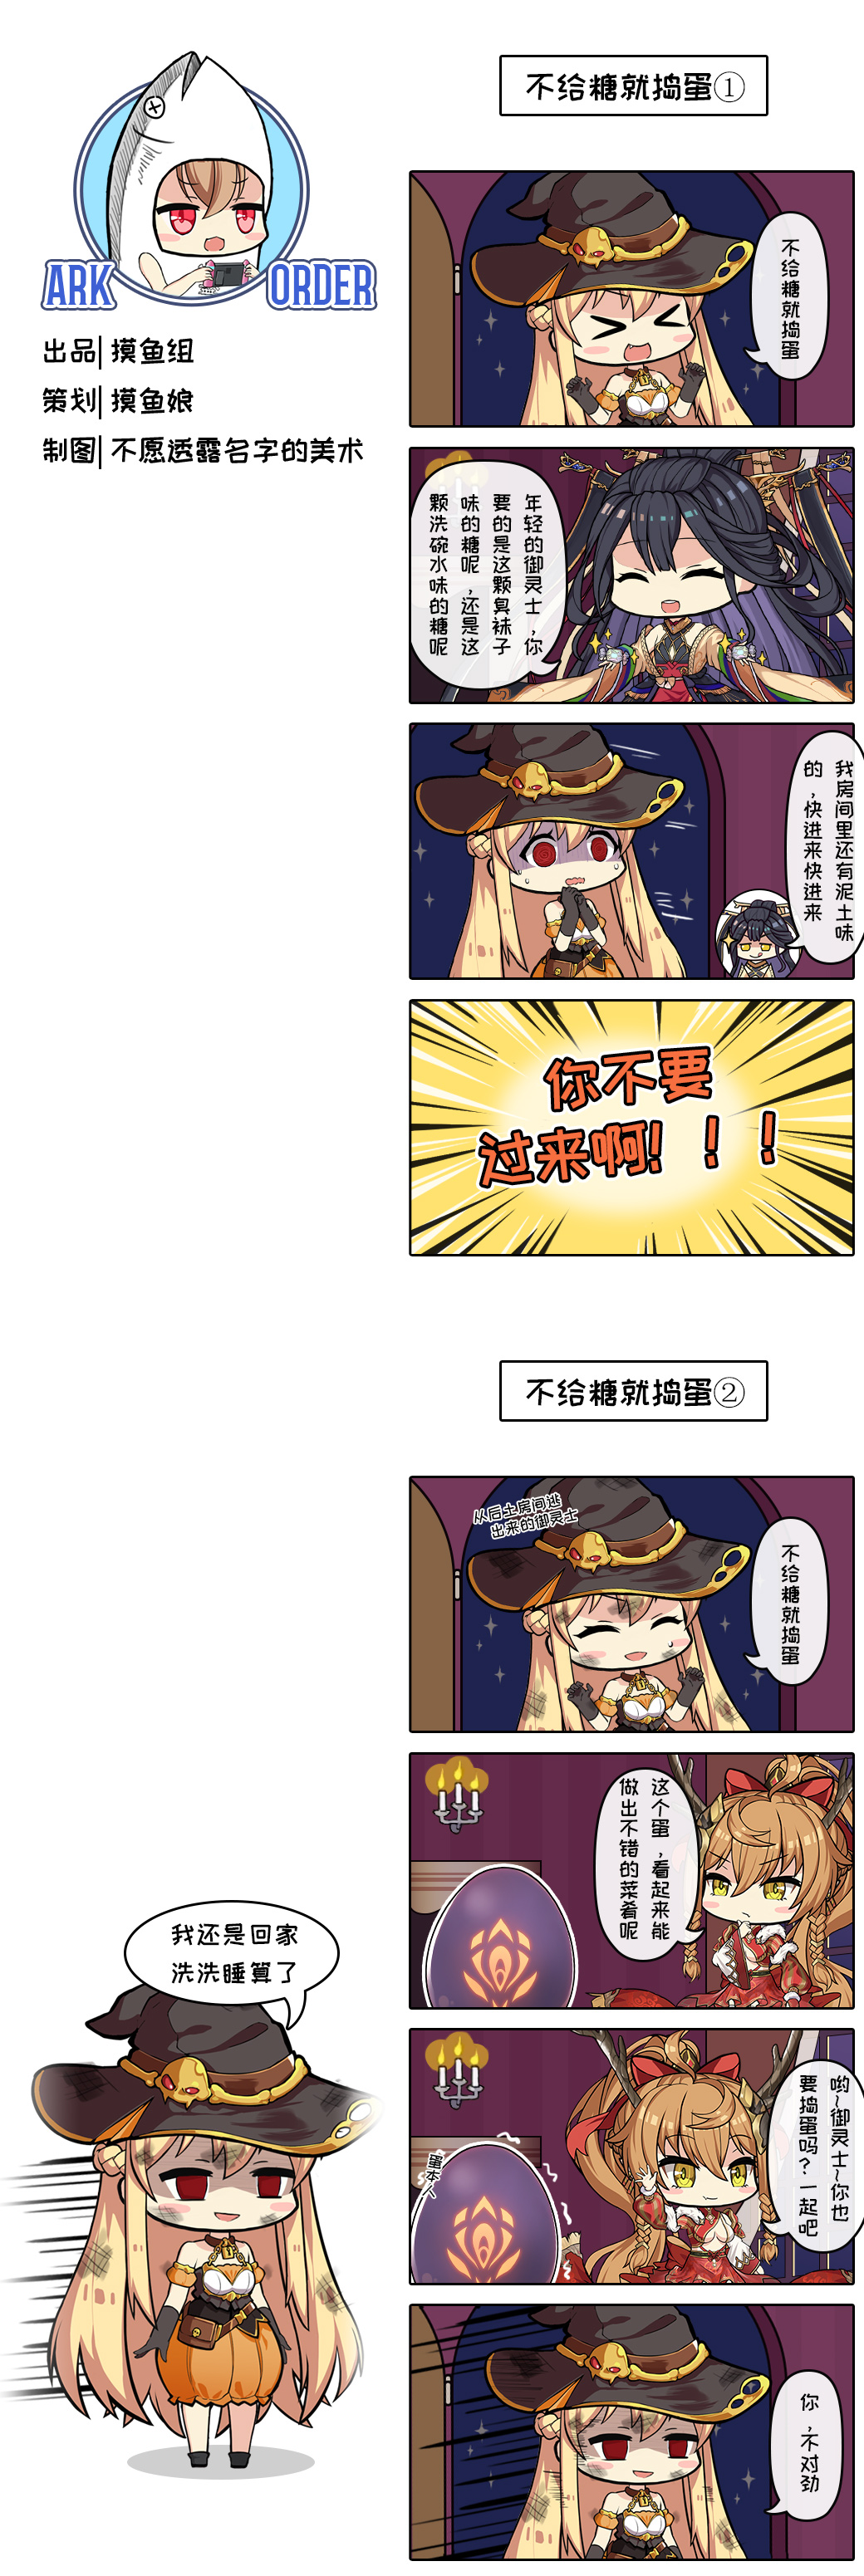 ARK ORDER
出品|摸鱼组
策划|摸鱼娘
制图|不愿透露名字的美术
不给糖就捣蛋①
不给糖就捣蛋
年轻的御灵士,你
要的是这颗臭袜子
味的糖呢,还是这
颗洗碗水味的糖呢
我房间里还有泥土味
的,快进来快进来
你不要
过来啊!！！
不给糖就捣蛋②
从后土房间逃
出来的御灵士
不给糖就捣蛋
这个蛋,看起来能
做出不错的菜肴呢
哟~御灵士~你也
要捣蛋吗?一起吧
蛋本人
你,不对劲
我还是回家
洗洗睡算了